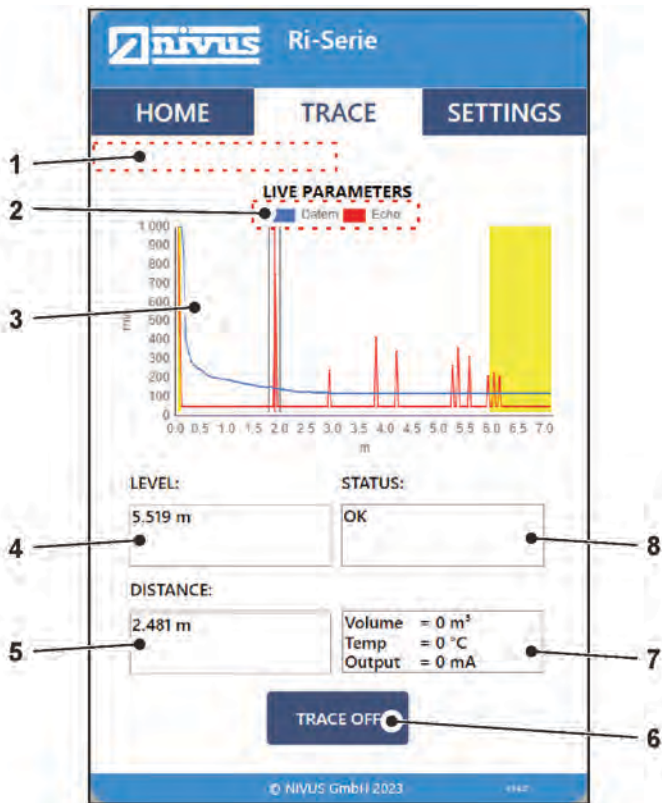 nivus Ri-Serie
HOME TRACE SETTINGS
1
LIVE PARAMETERS
2
Datem Echo
1.000
900
800
700
600
3
500
400
300
200
100
0
0.0 0.5 1.0 1.5 2.0 2.5 3.0 3.5 4.0 4.5 5.0 5.5 6.0 6.5 7.0
m
LEVEL: STATUS:
5.519 m OK
4 8
DISTANCE:
2.481 m Volume = 0 m³
Temp = 0 °C
5 7
Output = 0 mA
TRACE OFF
6
© NIVUS GmbH 2023